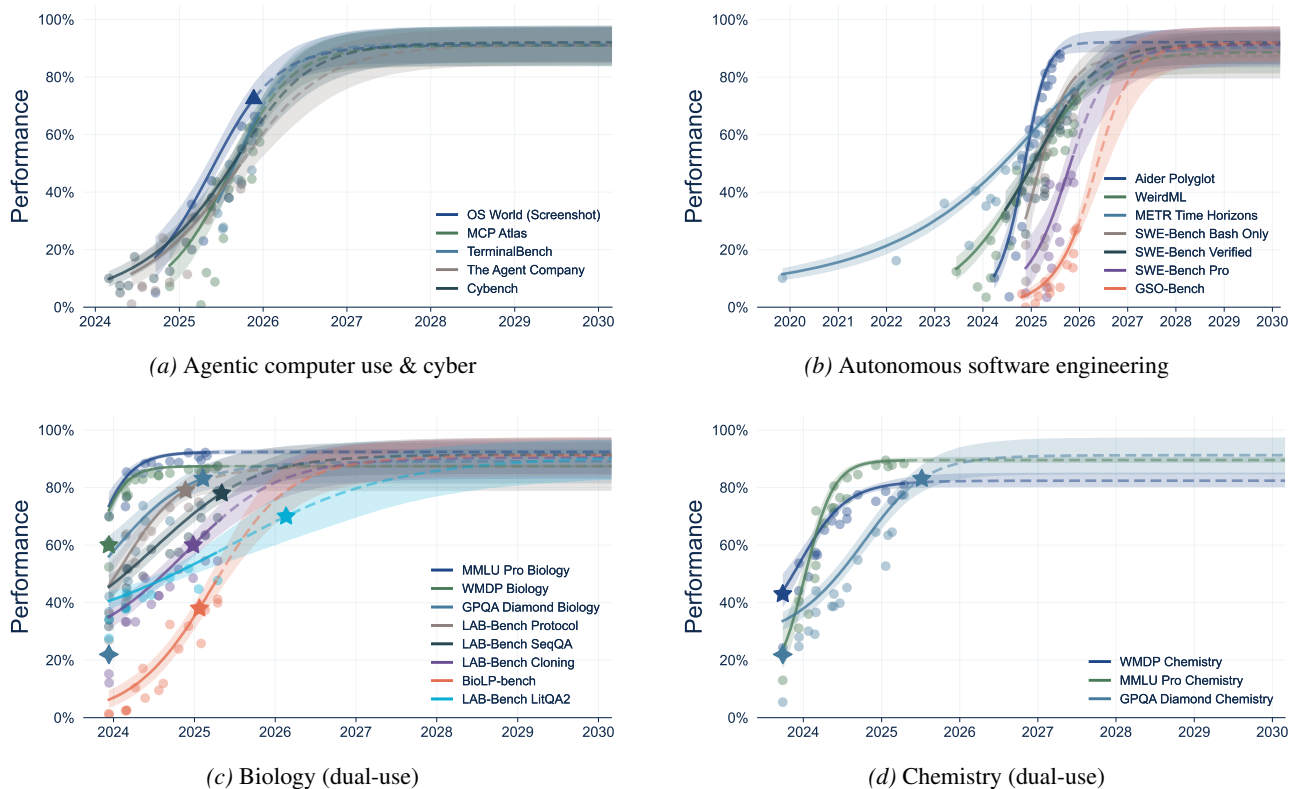 100%
80%
60%
40%
20%
0%
Performance
2024 2025 2026 2027 2028 2029 2030
OS World (Screenshot)
MCP Atlas
TerminalBench
The Agent Company
Cybench
(a) Agentic computer use & cyber
100%
80%
60%
40%
20%
0%
Performance
2020 2021 2022 2023 2024 2025 2026 2027 2028 2029 2030
Aider Polyglot
WeirdML
METR Time Horizons
SWE-Bench Bash Only
SWE-Bench Verified
SWE-Bench Pro
GSO-Bench
(b) Autonomous software engineering
100%
80%
60%
40%
20%
0%
Performance
2024 2025 2026 2027 2028 2029 2030
MMLU Pro Biology
WMDP Biology
GPQA Diamond Biology
LAB-Bench Protocol
LAB-Bench SeqQA
LAB-Bench Cloning
BioLP-bench
LAB-Bench LitQA2
(c) Biology (dual-use)
100%
80%
60%
40%
20%
0%
Performance
2024 2025 2026 2027 2028 2029 2030
WMDP Chemistry
MMLU Pro Chemistry
GPQA Diamond Chemistry
(d) Chemistry (dual-use)